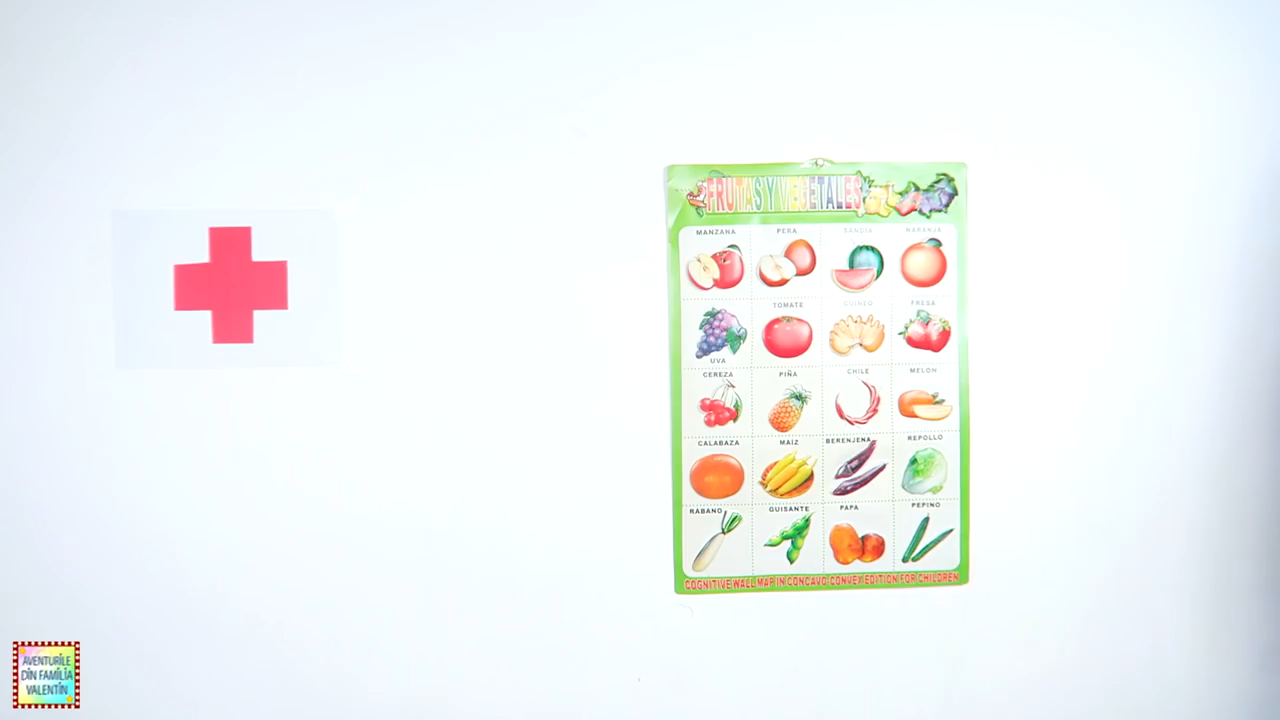 FRUTAS Y VEGETALES
MANZANA PERA SANDIA NARANJA
UVA TOMATE GUINEO FRESA
CEREZA PIÑA CHILE MELON
CALABAZA MAÍZ BERENJENA REPOLLO
RABANO GUISANTE PAPA PEPINO
COGNITIVE WALL MAP IN CONCAVO-CONVEX EDITION FOR CHILDREN
AVENTURILE
DIN FAMILIA
VALENTIN